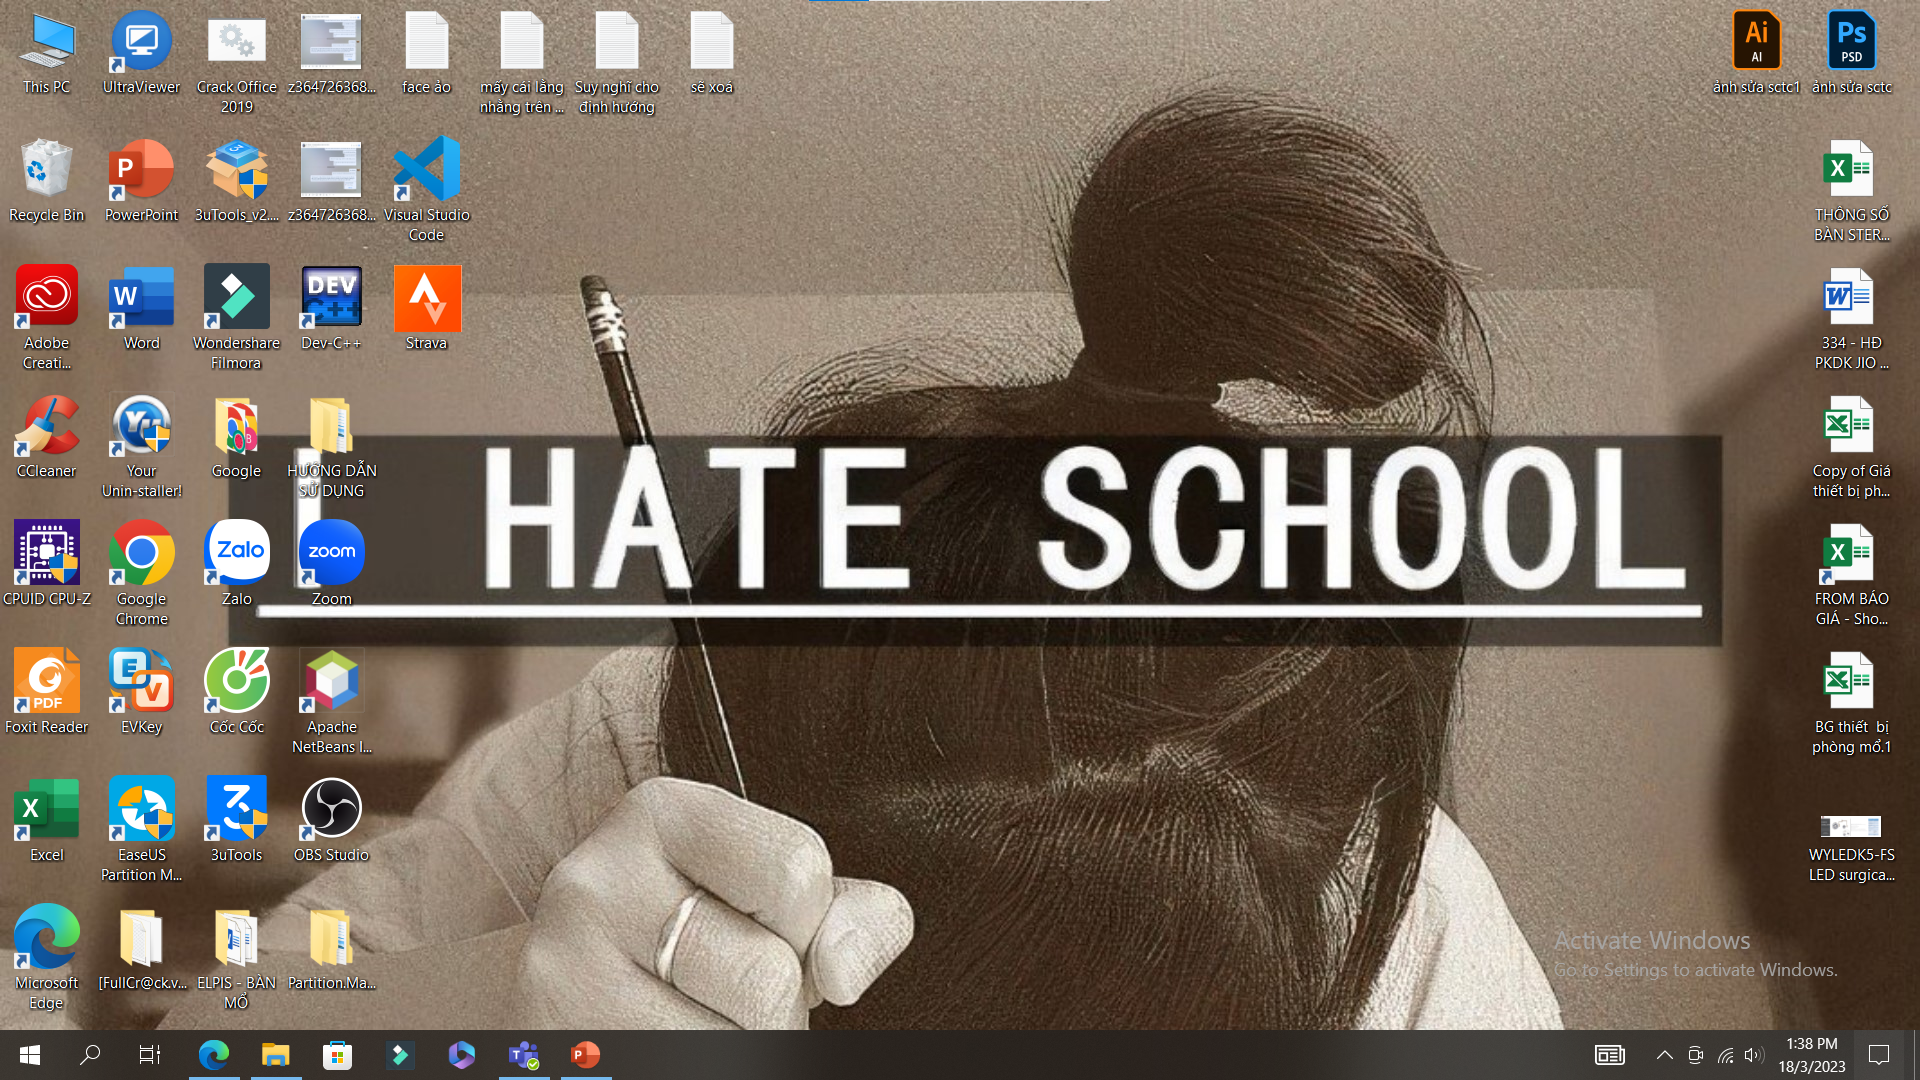 This PC
UltraViewer
Crack Office
2019
z364726368...
face ảo
mấy cái lằng
nhằng trên ...
Suy nghĩ cho
định hướng
sẽ xoá
Ai
AI
ảnh sửa sctc1
Ps
PSD
ảnh sửa sctc
Recycle Bin
P
PowerPoint
3uTools_v2....
z364726368...
Visual Studio
Code
X
THÔNG SỐ
BÀN STER...
Adobe
Creati...
W
Word
Wondershare
Filmora
DEV
C++
Dev-C++
Strava
W
334 - HĐ
PKDK JIO ...
CCleaner
YU
Your
Unin-staller!
Google
HƯỚNG DẪN
SỬ DỤNG
X
Copy of Giá
thiết bị ph...
I HATE SCHOOL
CPUID CPU-Z
Google
Chrome
Zalo
Zalo
zoom
Zoom
X
FROM BÁO
GIÁ - Sho...
PDF
Foxit Reader
E
V
EVKey
Cốc Cốc
Apache
NetBeans I...
X
BG thiết bị
phòng mổ.1
X
Excel
EaseUS
Partition M...
3
3uTools
OBS Studio
WYLEDK5-FS
LED surgica...
Microsoft
Edge
[FullCr@ck.v...
ELPIS - BÀN
MỔ
Partition.Ma...
Activate Windows
Go to Settings to activate Windows.
T
P
1:38 PM
18/3/2023